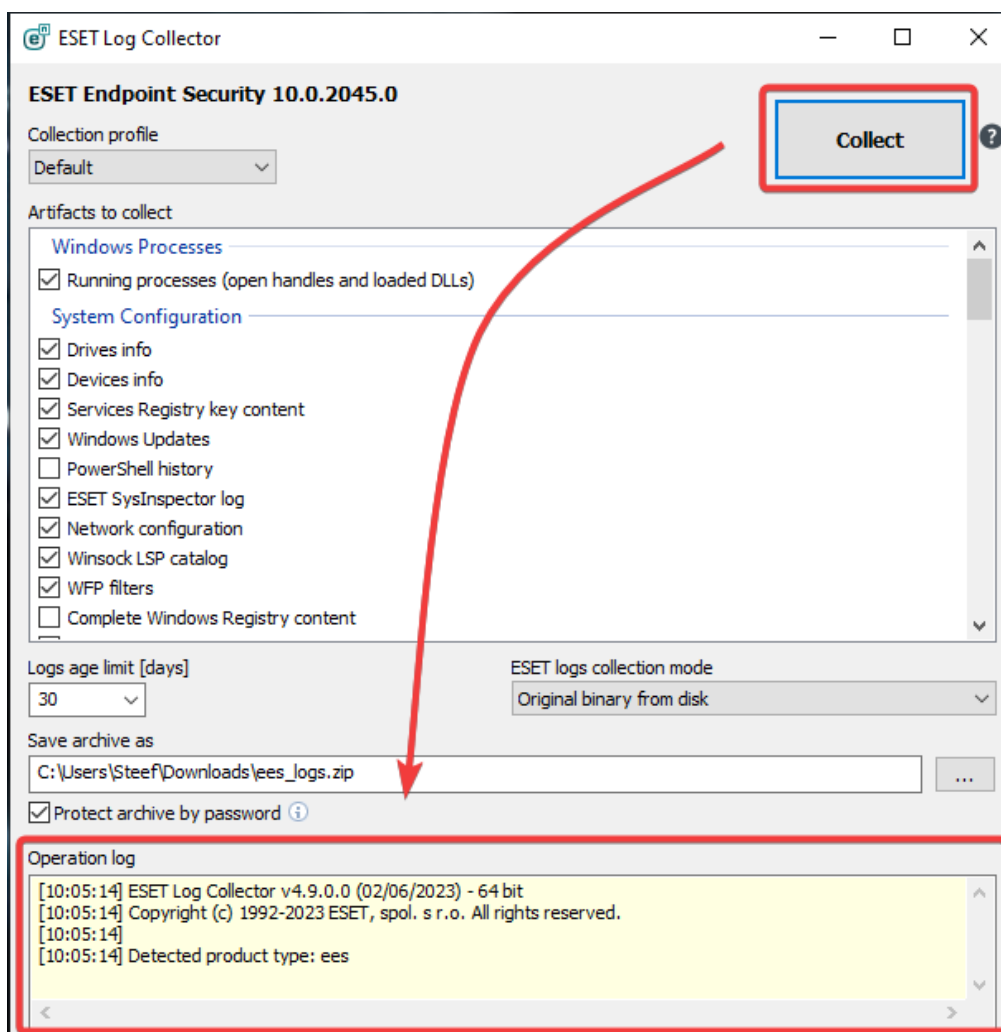 ESET Log Collector
ESET Endpoint Security 10.0.2045.0
Collection profile
Default
Collect
Artifacts to collect
Windows Processes
Running processes (open handles and loaded DLLs)
System Configuration
Drives info
Devices info
Services Registry key content
Windows Updates
PowerShell history
ESET SysInspector log
Network configuration
Winsock LSP catalog
WFP filters
Complete Windows Registry content
Logs age limit [days]
ESET logs collection mode
30
Original binary from disk
Save archive as
C:\Users\Steef\Downloads\ees_logs.zip
...
Protect archive by password
Operation log
[10:05:14] ESET Log Collector v4.9.0.0 (02/06/2023) - 64 bit
[10:05:14] Copyright (c) 1992-2023 ESET, spol. s r.o. All rights reserved.
[10:05:14]
[10:05:14] Detected product type: ees